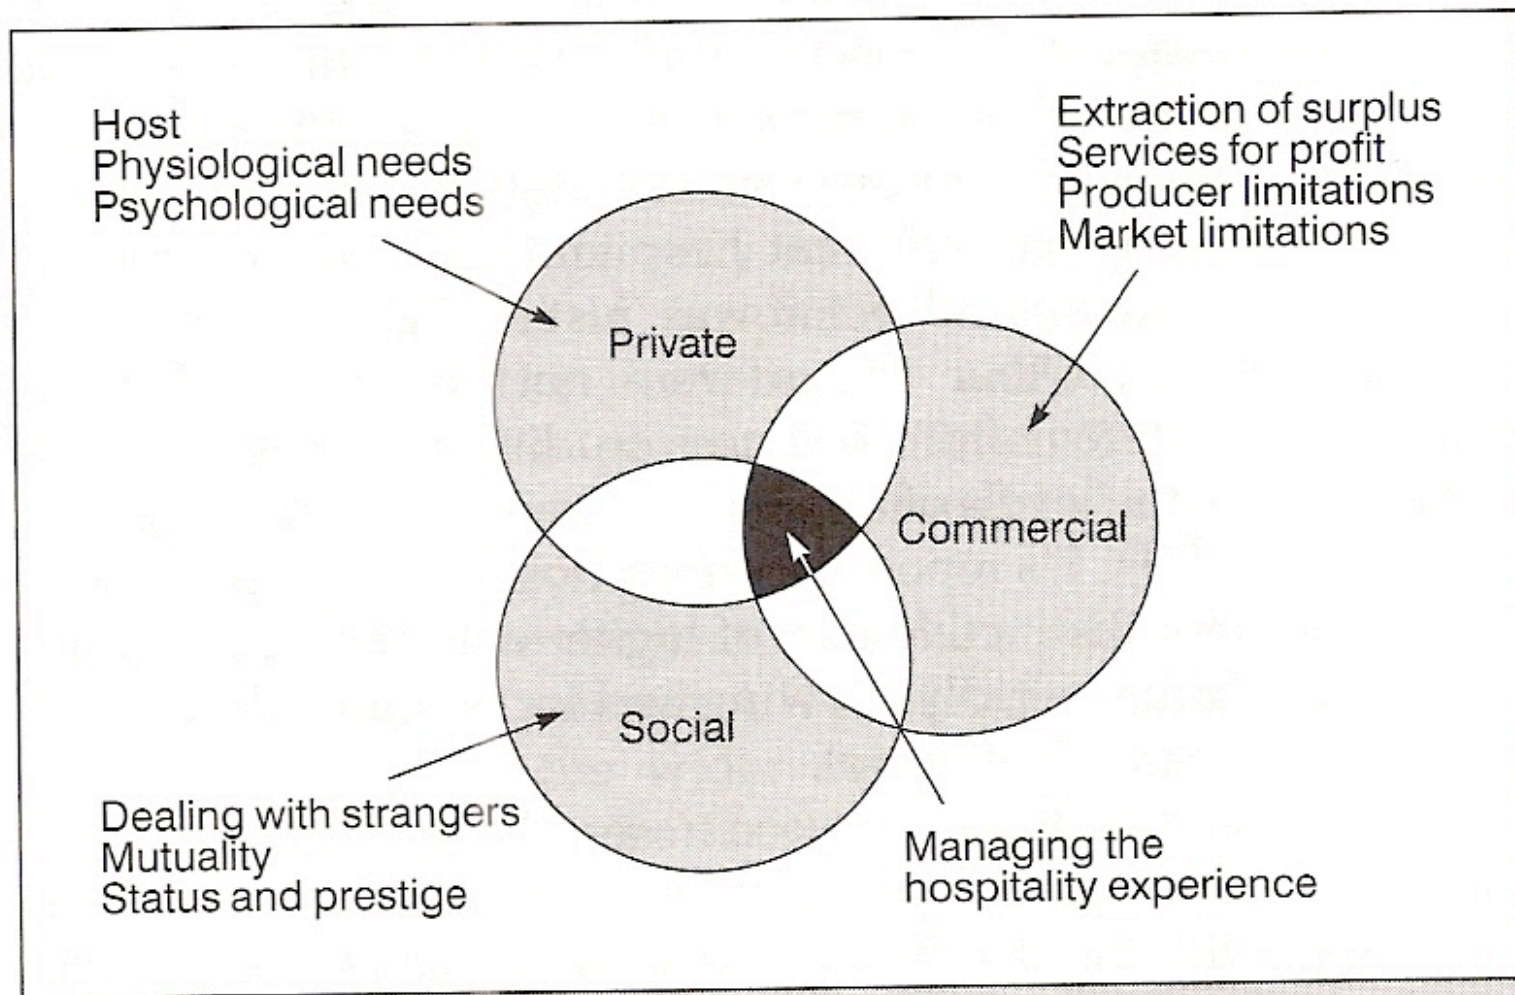 Host
Physiological needs
Psychological needs
Extraction of surplus
Services for profit
Producer limitations
Market limitations
Private
Commercial
Social
Dealing with strangers
Mutuality
Status and prestige
Managing the
hospitality experience